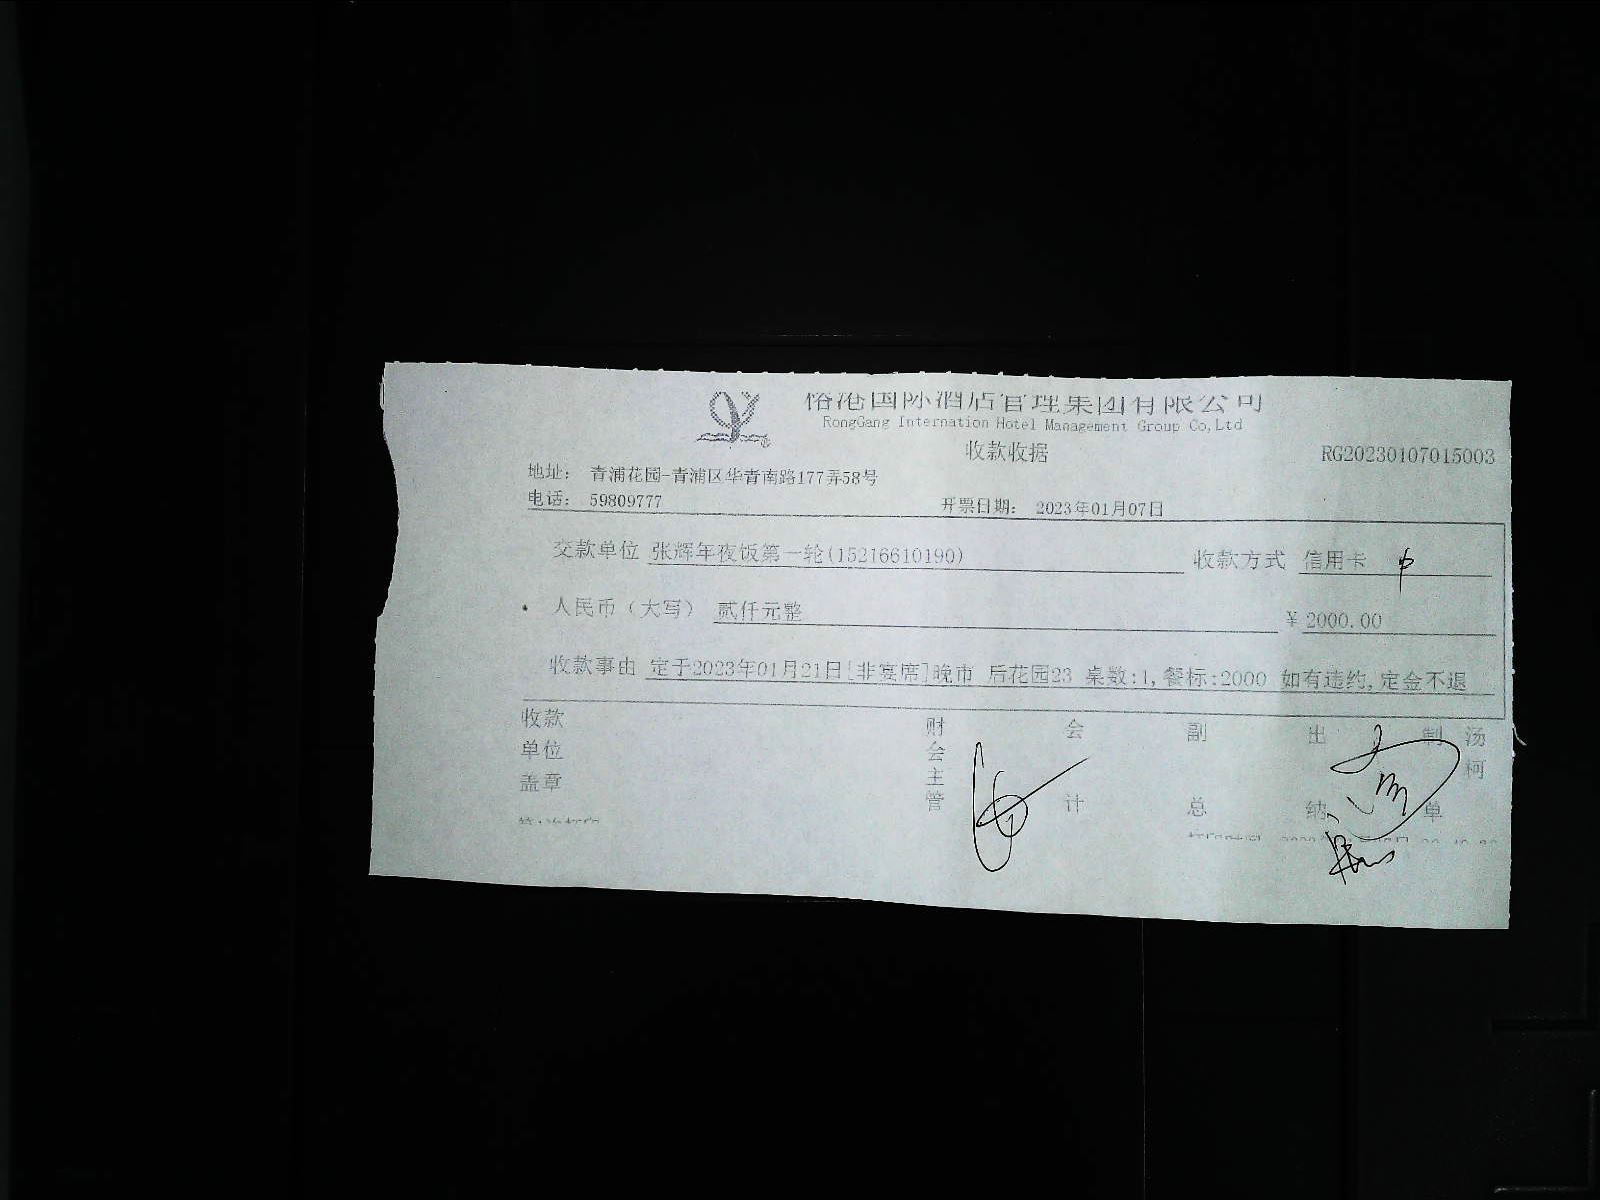 港国际酒店管理集团有限公司
RongGang Internation Hotel Management Group Co,Ltd
收款收据
RG20230107015003
地址： 青浦花园-青浦区华青南路177弄58号
电话： 59809777 开票日期： 2023年01月07日
交款单位 张辉年夜饭第一轮(15216610190) 收款方式 信用卡 中
人民币（大写） 贰仟元整 ￥2000.00
收款事由 定于2023年01月21日[非宴席]晚市 后花园23 桌数:1,餐标:2000 如有违约,定金不退
收款单位盖章 财会主管 会计 副总 出纳 制单 汤柯